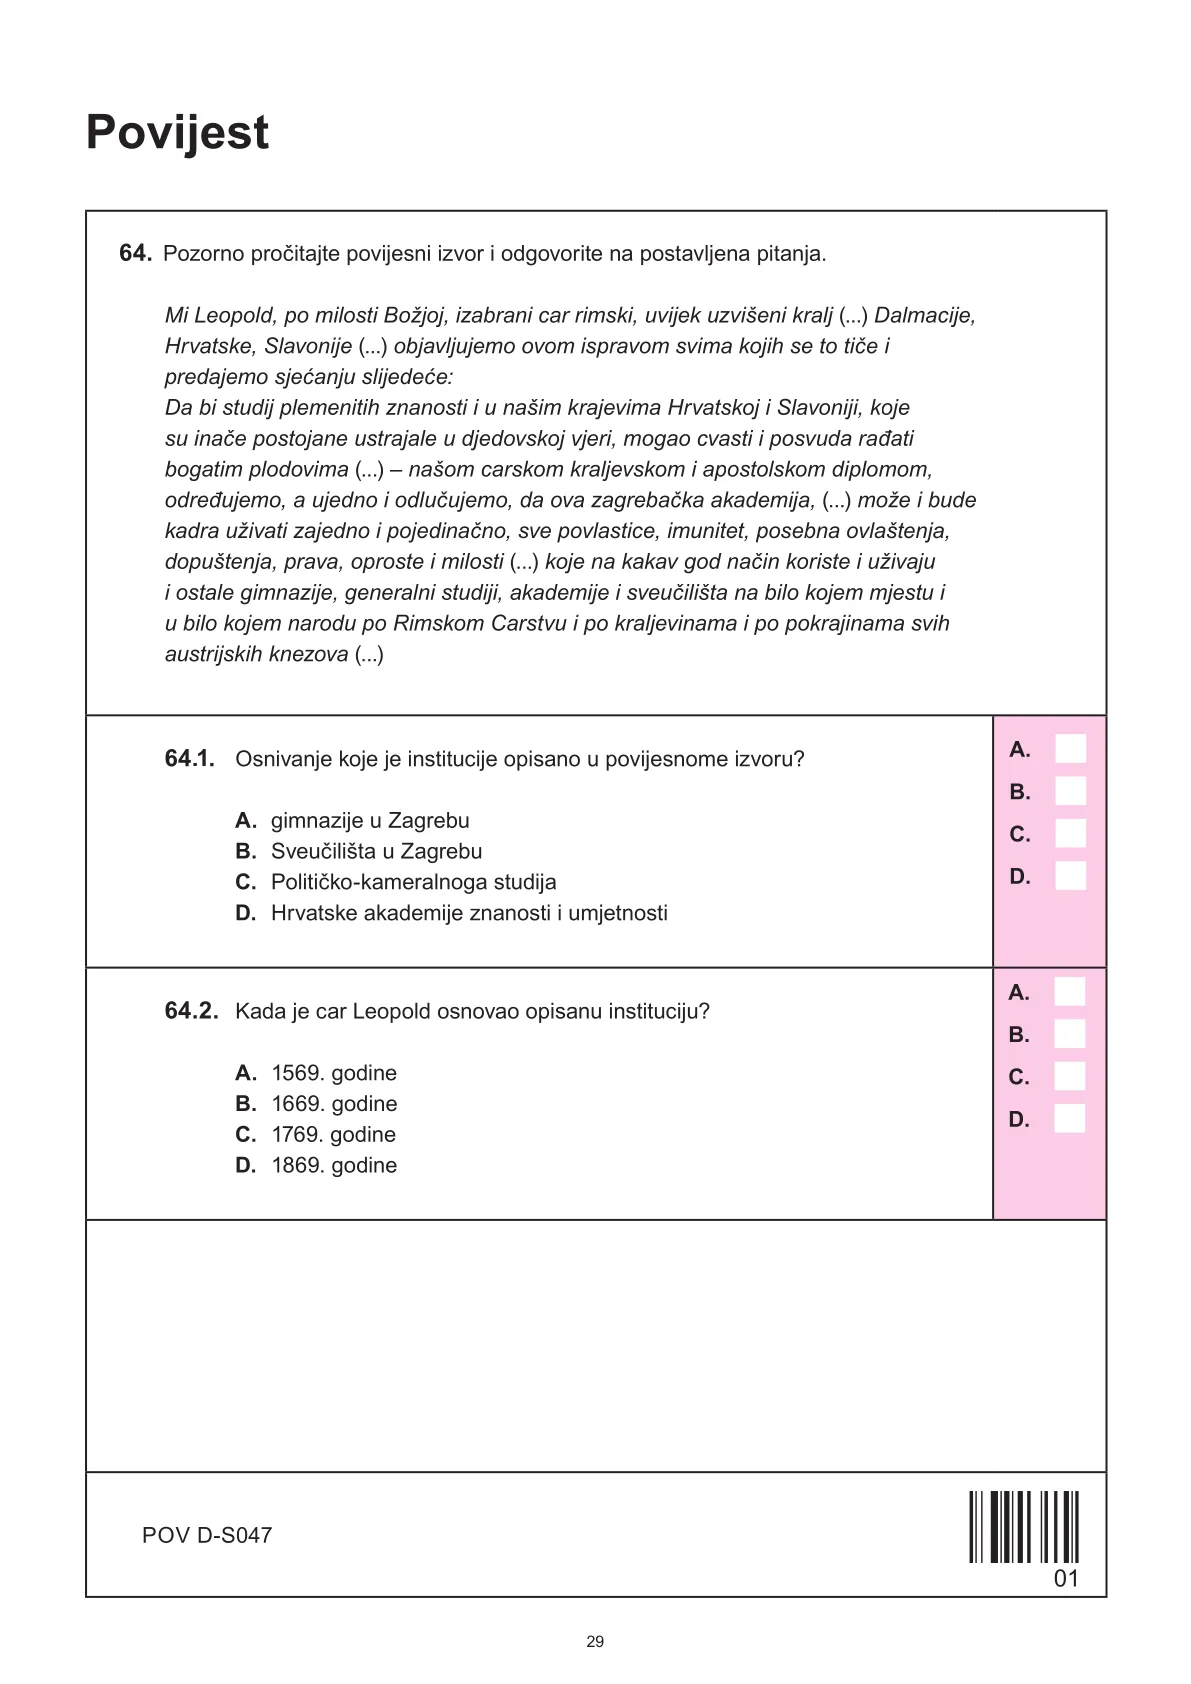 Povijest
64. Pozorno pročitajte povijesni izvor i odgovorite na postavljena pitanja.
Mi Leopold, po milosti Božjoj, izabrani car rimski, uvijek uzvišeni kralj (...) Dalmacije,
Hrvatske, Slavonije (...) objavljujemo ovom ispravom svima kojih se to tiče i
predajemo sjećanju slijedeće:
Da bi studij plemenitih znanosti i u našim krajevima Hrvatskoj i Slavoniji, koje
su inače postojane ustrajale u djedovskoj vjeri, mogao cvasti i posvuda rađati
bogatim plodovima (...) – našom carskom kraljevskom i apostolskom diplomom,
određujemo, a ujedno i odlučujemo, da ova zagrebačka akademija, (...) može i bude
kadra uživati zajedno i pojedinačno, sve povlastice, imunitet, posebna ovlaštenja,
dopuštenja, prava, oproste i milosti (...) koje na kakav god način koriste i uživaju
i ostale gimnazije, generalni studiji, akademije i sveučilišta na bilo kojem mjestu i
u bilo kojem narodu po Rimskom Carstvu i po kraljevinama i po pokrajinama svih
austrijskih knezova (...)
64.1. Osnivanje koje je institucije opisano u povijesnome izvoru?
A. gimnazije u Zagrebu
B. Sveučilišta u Zagrebu
C. Političko-kameralnoga studija
D. Hrvatske akademije znanosti i umjetnosti
A.
B.
C.
D.
64.2. Kada je car Leopold osnovao opisanu instituciju?
A. 1569. godine
B. 1669. godine
C. 1769. godine
D. 1869. godine
A.
B.
C.
D.
POV D-S047
01
29